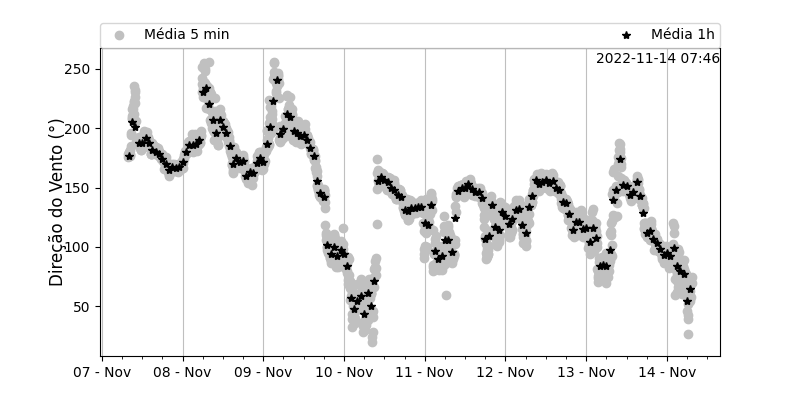 Média 5 min Média 1h
2022-11-14 07:46
Direção do Vento (°)
250
200
150
100
50
07 - Nov 08 - Nov 09 - Nov 10 - Nov 11 - Nov 12 - Nov 13 - Nov 14 - Nov